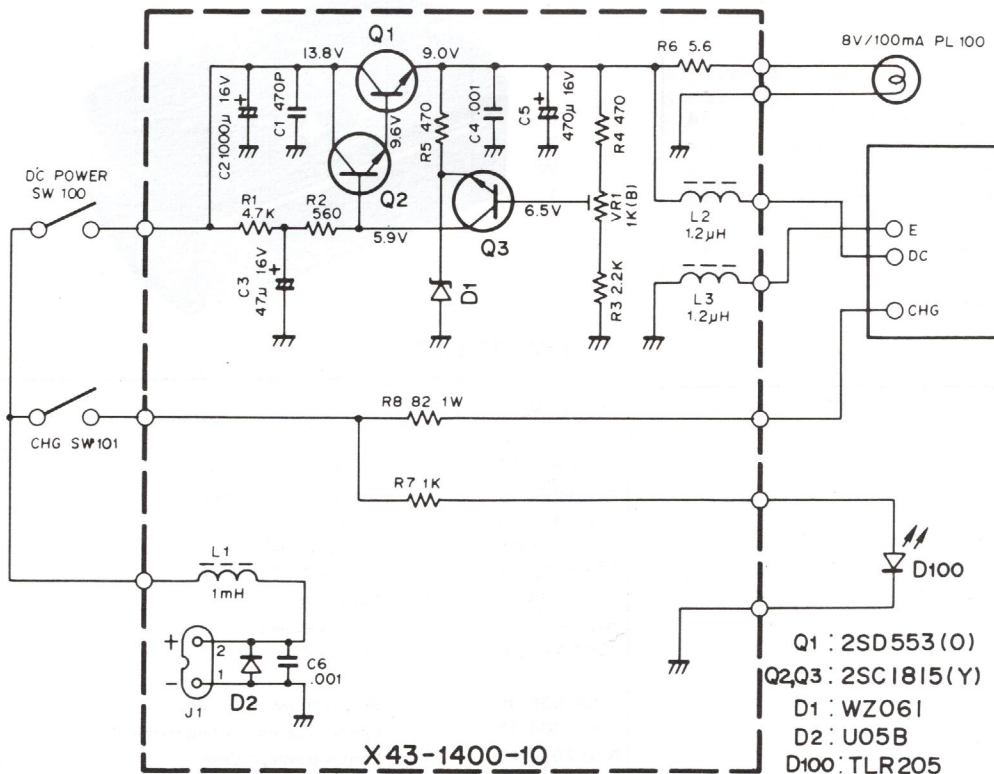 Q1
13.8V
9.0V
R6 5.6
8V/100mA PL 100
C2 1000µ 16V
+
C1 470P
9.6V
R5 470
C4 .001
C5
470µ 16V
+
R4 470
DC POWER
SW 100
Q2
R1
4.7K
R2
560
5.9V
Q3
6.5V
VR1
1K(B)
L2
1.2µH
E
DC
C3
47µ 16V
+
D1
R3 2.2K
L3
1.2µH
CHG
R8 82 1W
CHG SW 101
R7 1K
L1
1mH
D100
+
2
-
1
J1
D2
C6
.001
X43-1400-10
Q1 : 2SD553(O)
Q2,Q3 : 2SC1815(Y)
D1 : WZ061
D2 : U05B
D100 : TLR205